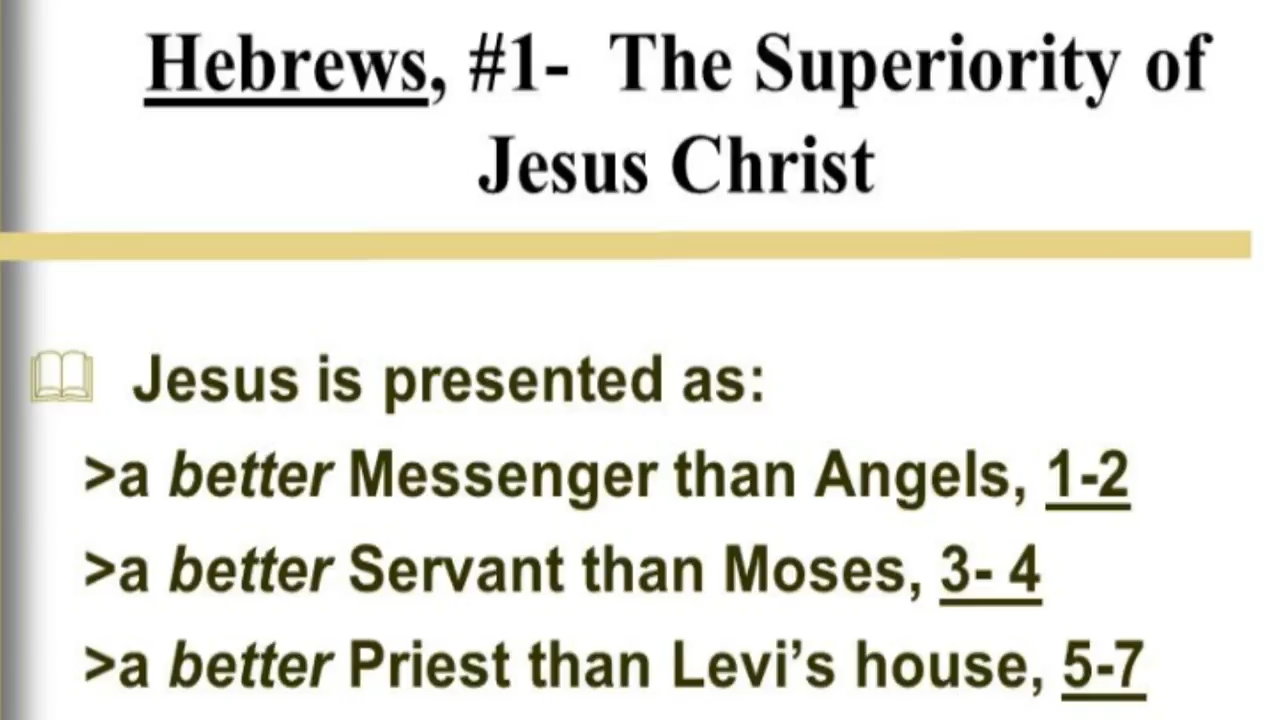 Hebrews, #1- The Superiority of
Jesus Christ
Jesus is presented as:
>a better Messenger than Angels, 1-2
>a better Servant than Moses, 3- 4
>a better Priest than Levi’s house, 5-7